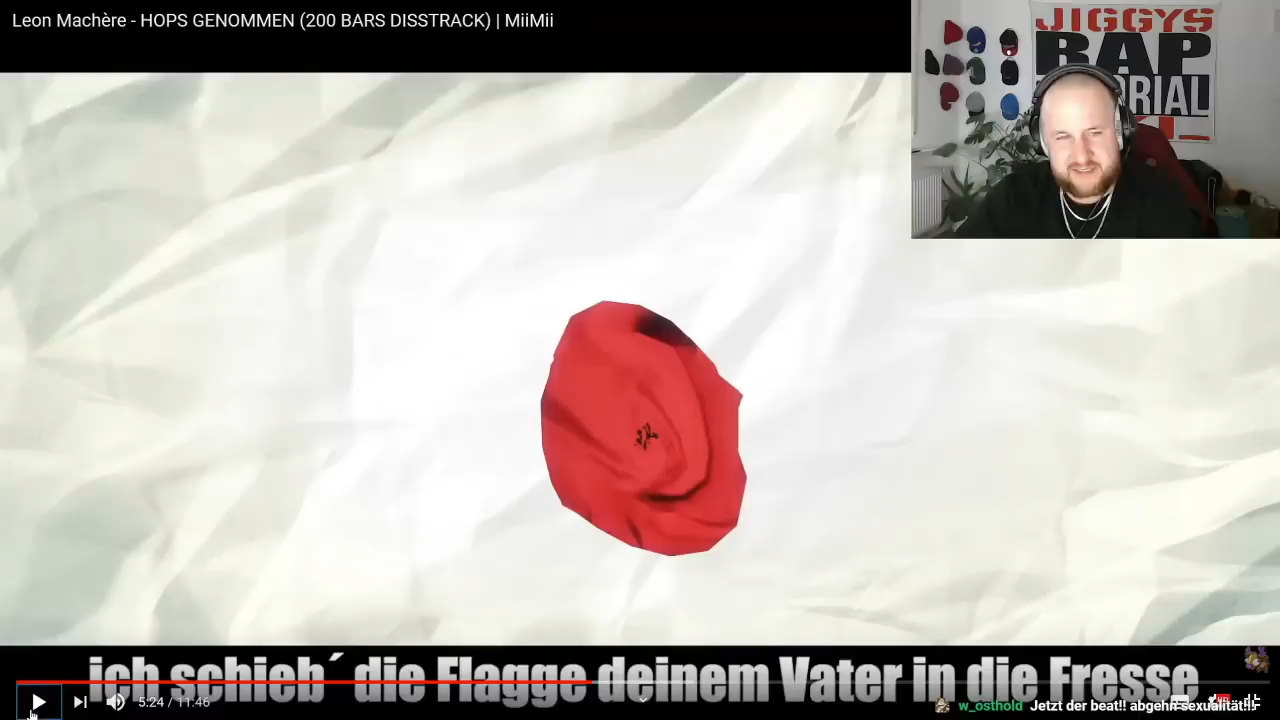 Leon Machère - HOPS GENOMMEN (200 BARS DISSTRACK) | MiiMii
JIGGYS
RAP
ich schieb´ die Flagge deinem Vater in die Fresse
5:24 / 11:46
HD
w_osthold Jetzt der beat!! abgehn sexualität!!